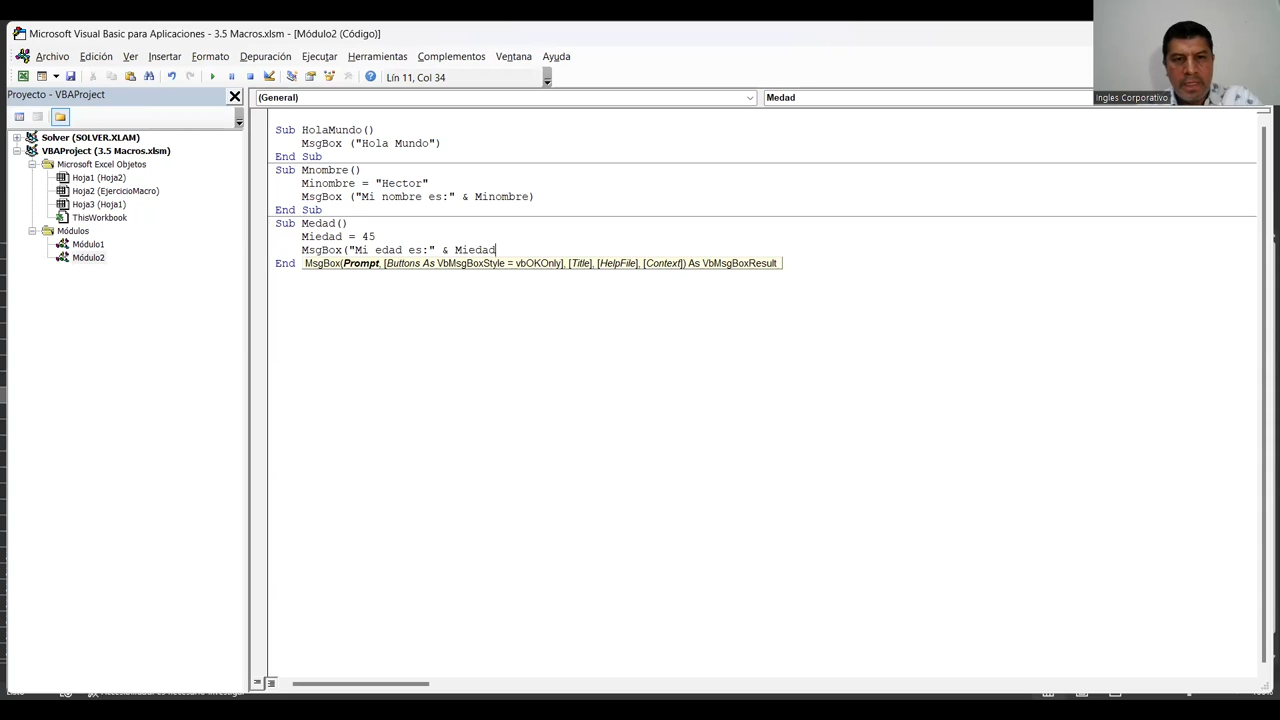 Microsoft Visual Basic para Aplicaciones - 3.5 Macros.xlsm - [Módulo2 (Código)]
Archivo Edición Ver Insertar Formato Depuración Ejecutar Herramientas Complementos Ventana Ayuda
Lín 11, Col 34
Ingles Corporativo
Proyecto - VBAProject
(General)
Medad
Solver (SOLVER.XLAM)
VBAProject (3.5 Macros.xlsm)
Microsoft Excel Objetos
Hoja1 (Hoja2)
Hoja2 (EjercicioMacro)
Hoja3 (Hoja1)
ThisWorkbook
Módulos
Módulo1
Módulo2
Sub HolaMundo()
MsgBox ("Hola Mundo")
End Sub
Sub Mnombre()
Minombre = "Hector"
MsgBox ("Mi nombre es:" & Minombre)
End Sub
Sub Medad()
Miedad = 45
MsgBox("Mi edad es:" & Miedad
End
MsgBox(Prompt, [Buttons As VbMsgBoxStyle = vbOKOnly], [Title], [HelpFile], [Context]) As VbMsgBoxResult